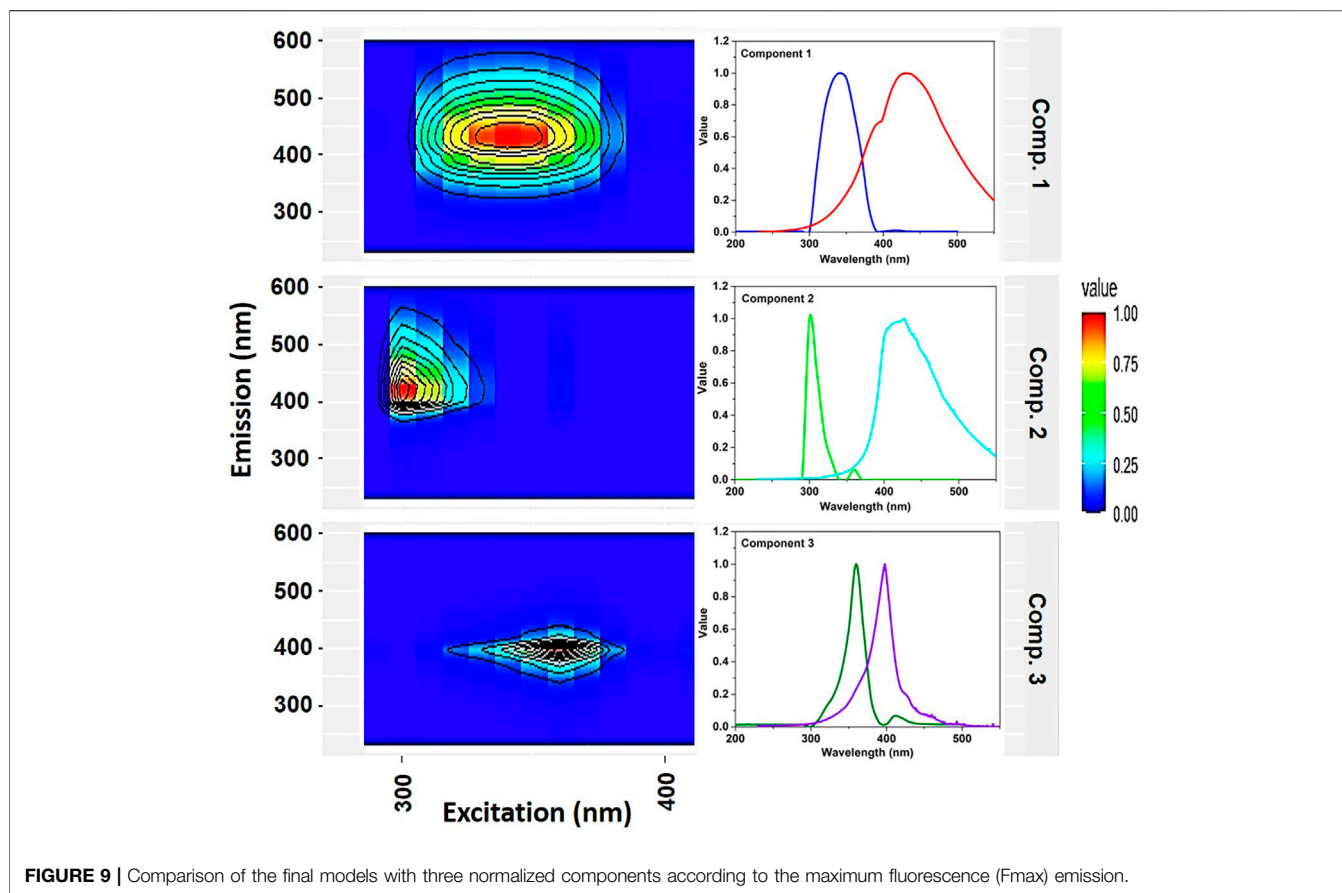 600
500
400
300
1.2
1.0
0.8
0.6
0.4
0.2
0.0
Value
Component 1
200 300 400 500
Wavelength (nm)
Comp. 1
Emission (nm)
600
500
400
300
1.2
1.0
0.8
0.6
0.4
0.2
0.0
Value
Component 2
200 300 400 500
Wavelength (nm)
Comp. 2
value
1.00
0.75
0.50
0.25
0.00
600
500
400
300
1.2
1.0
0.8
0.6
0.4
0.2
0.0
Value
Component 3
200 300 400 500
Wavelength (nm)
Comp. 3
300 400
Excitation (nm)
FIGURE 9 | Comparison of the final models with three normalized components according to the maximum fluorescence (Fmax) emission.